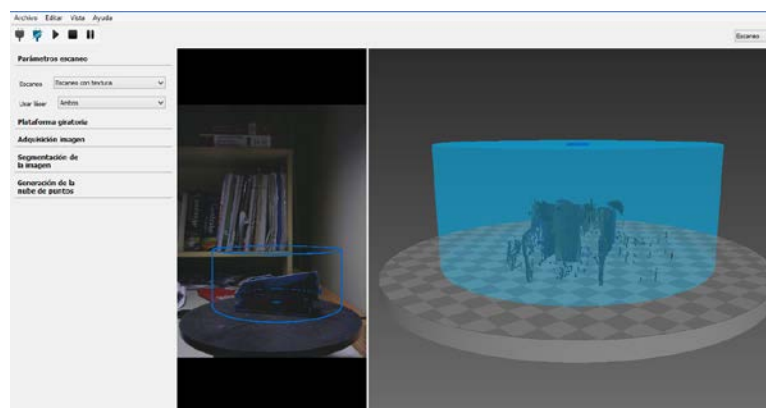 Archivo Editar Vista Ayuda
Escaneo
Parámetros escaneo
Escaneo Escaneo con textura
Usar láser Ambos
Plataforma giratoria
Adquisición imagen
Segmentación de
la imagen
Generación de la
nube de puntos